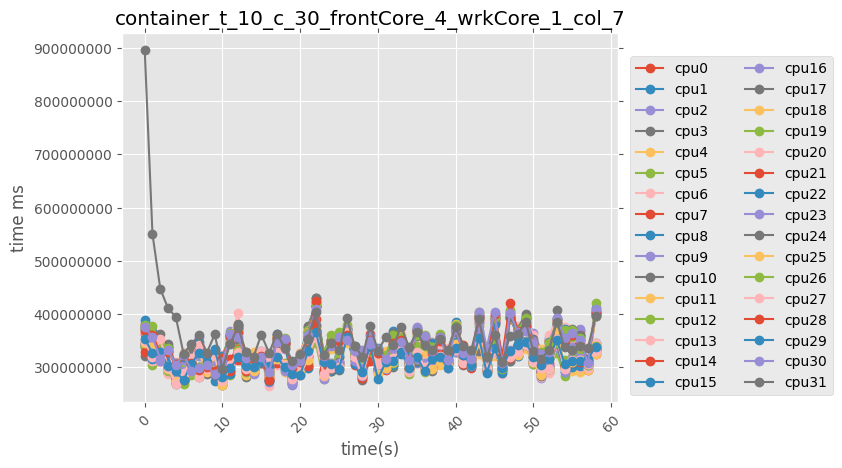 container_t_10_c_30_frontCore_4_wrkCore_1_col_7
900000000
800000000
700000000
600000000
500000000
400000000
300000000
time ms
0
10
20
30
40
50
60
time(s)
cpu0
cpu1
cpu2
cpu3
cpu4
cpu5
cpu6
cpu7
cpu8
cpu9
cpu10
cpu11
cpu12
cpu13
cpu14
cpu15
cpu16
cpu17
cpu18
cpu19
cpu20
cpu21
cpu22
cpu23
cpu24
cpu25
cpu26
cpu27
cpu28
cpu29
cpu30
cpu31